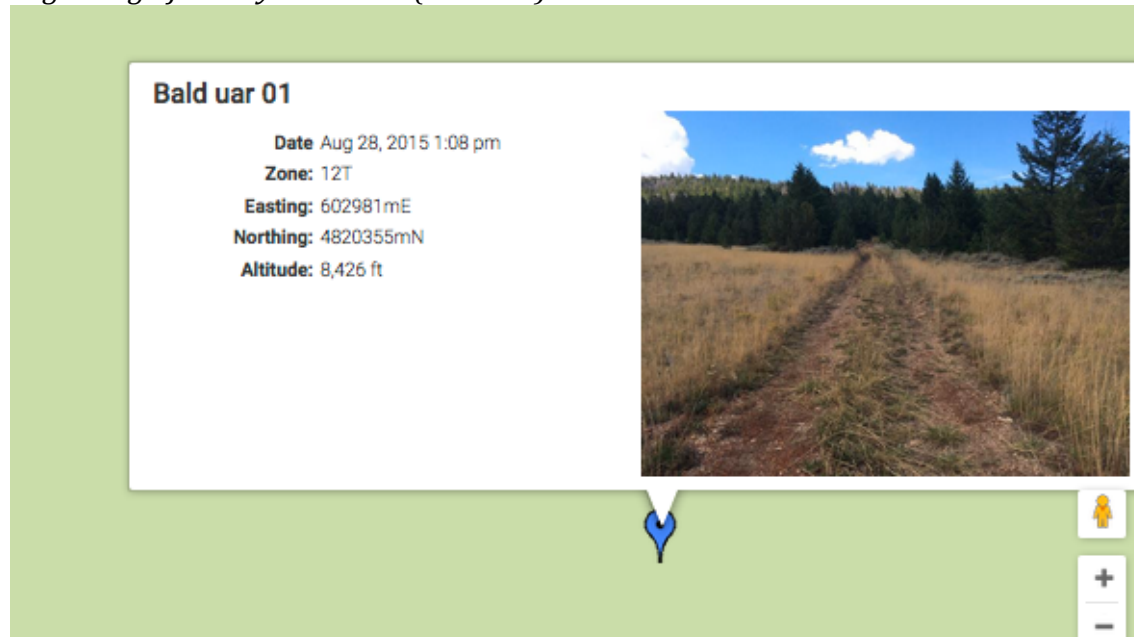 Bald uar 01
Date Aug 28, 2015 1:08 pm
Zone: 12T
Easting: 602981mE
Northing: 4820355mN
Altitude: 8,426 ft
+
−